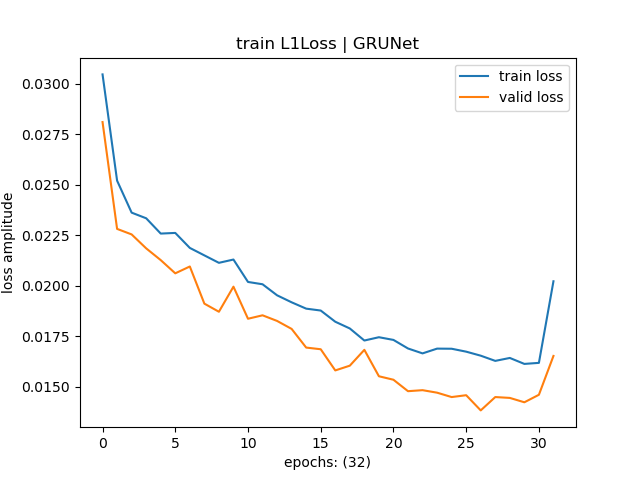 train L1Loss | GRUNet
train loss
valid loss
0.0300
0.0275
0.0250
0.0225
0.0200
0.0175
0.0150
loss amplitude
0 5 10 15 20 25 30
epochs: (32)